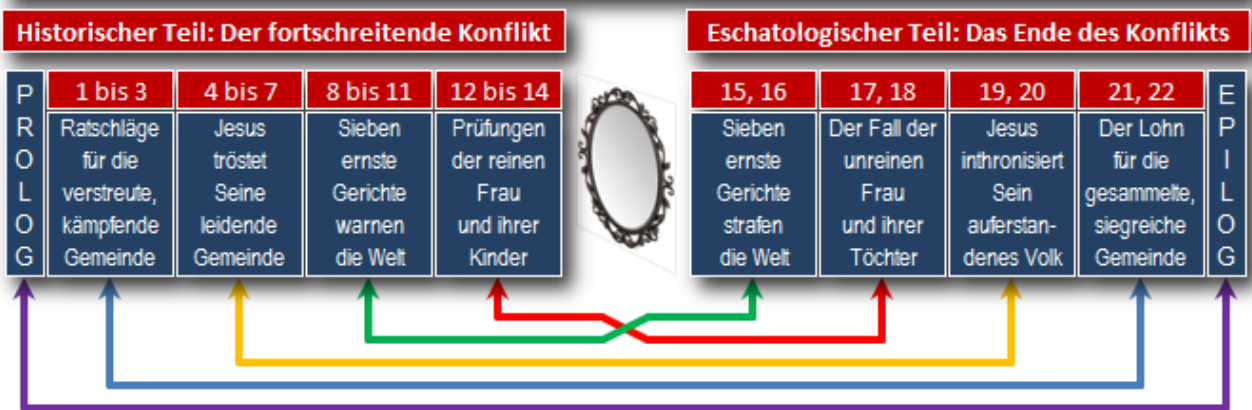 Historischer Teil: Der fortschreitende Konflikt
Eschatologischer Teil: Das Ende des Konflikts
PROLOG
1 bis 3
Ratschläge
für die
verstreute,
kämpfende
Gemeinde
4 bis 7
Jesus
tröstet
Seine
leidende
Gemeinde
8 bis 11
Sieben
ernste
Gerichte
warnen
die Welt
12 bis 14
Prüfungen
der reinen
Frau
und ihrer
Kinder
15, 16
Sieben
ernste
Gerichte
strafen
die Welt
17, 18
Der Fall der
unreinen
Frau
und ihrer
Töchter
19, 20
Jesus
inthronisiert
Sein
auferstan-
denes Volk
21, 22
Der Lohn
für die
gesammelte,
siegreiche
Gemeinde
EPILOG